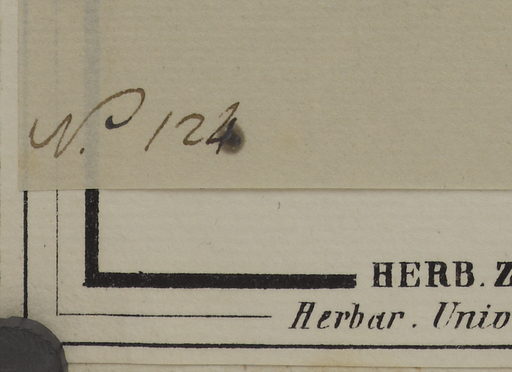 N. 124
HERB. Z
Herbar. Univ